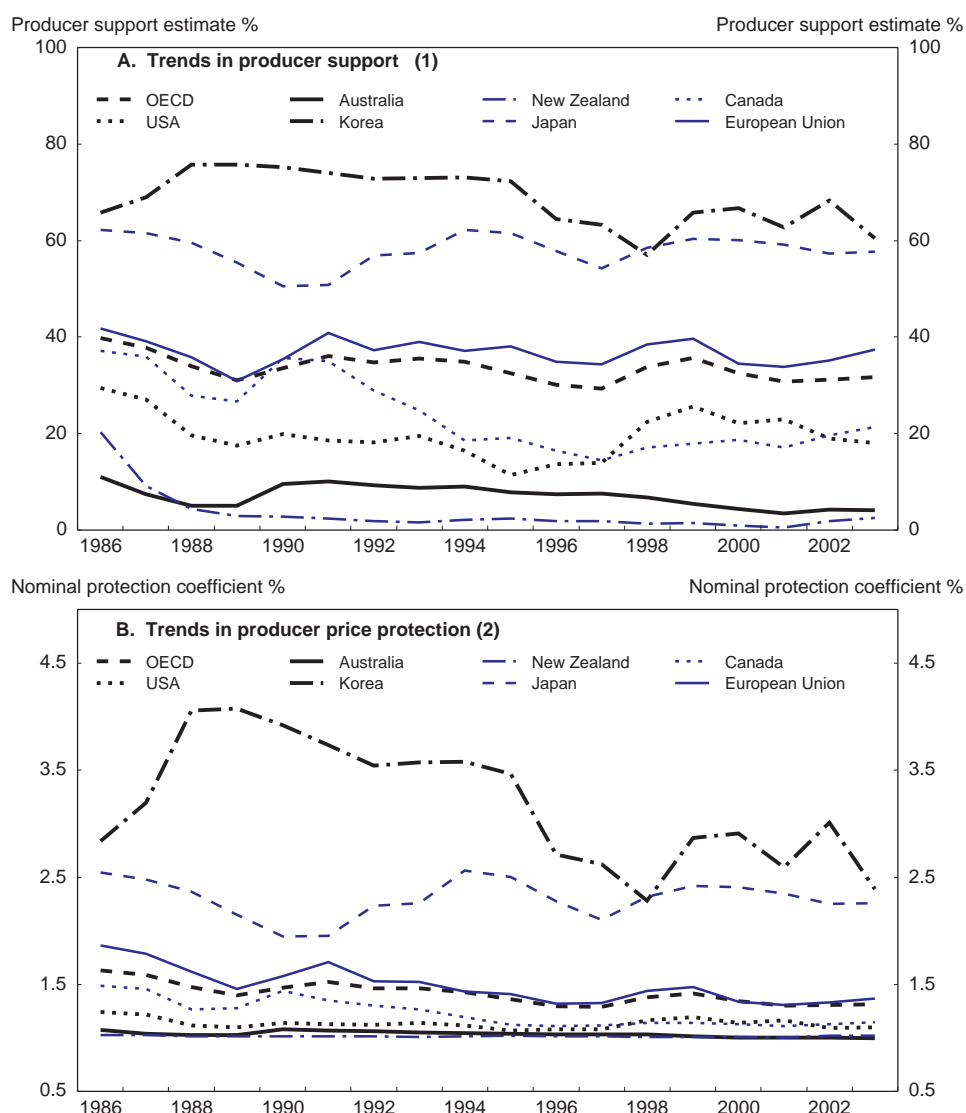 Producer support estimate % Producer support estimate %
100 100
A. Trends in producer support (1)
OECD Australia New Zealand Canada
USA Korea Japan European Union
80 80
60 60
40 40
20 20
0 0
1986 1988 1990 1992 1994 1996 1998 2000 2002
Nominal protection coefficient % Nominal protection coefficient %
B. Trends in producer price protection (2)
4.5 4.5
OECD Australia New Zealand Canada
USA Korea Japan European Union
3.5 3.5
2.5 2.5
1.5 1.5
0.5 0.5
1986 1988 1990 1992 1994 1996 1998 2000 2002